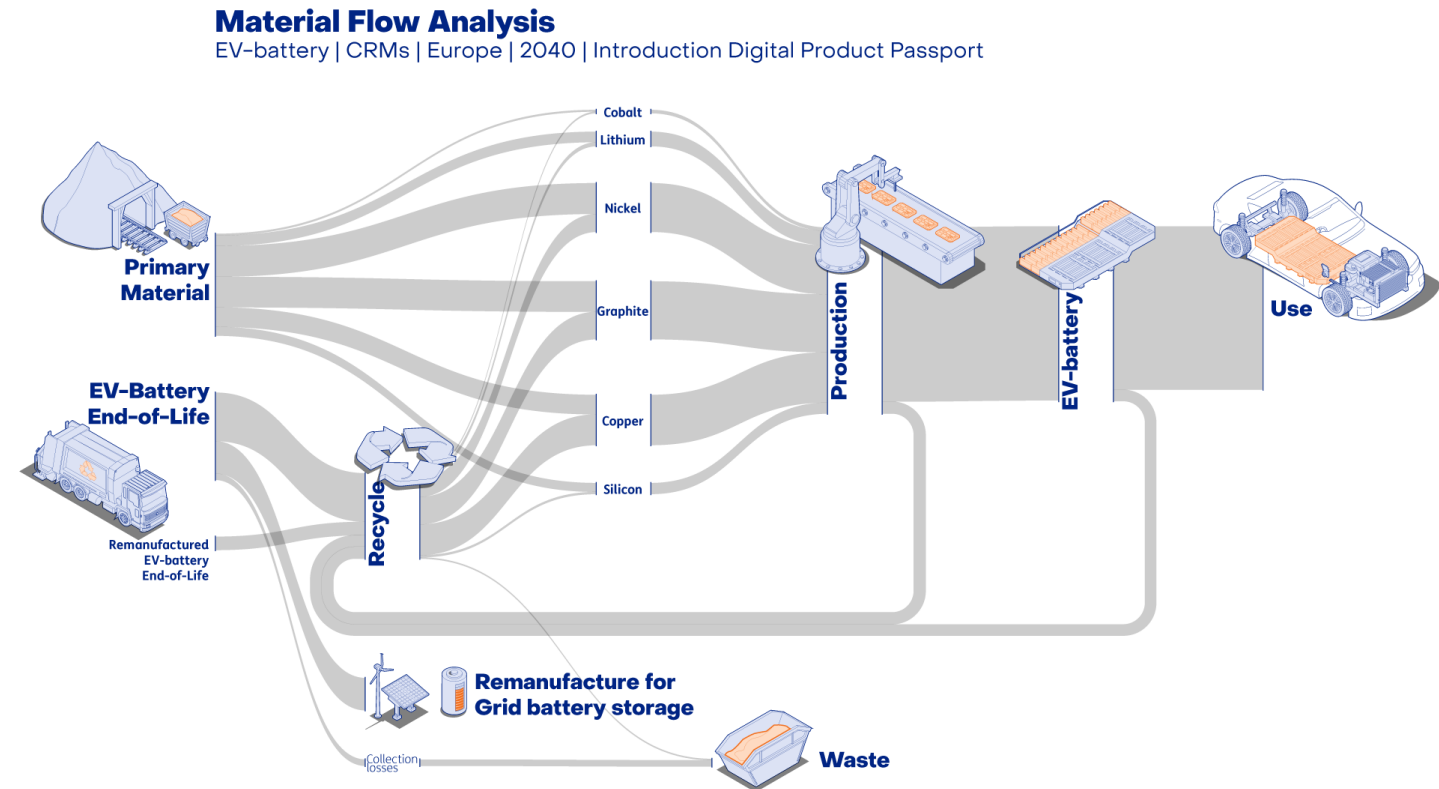 Material Flow Analysis
EV-battery | CRMs | Europe | 2040 | Introduction Digital Product Passport
Cobalt
Lithium
Nickel
Graphite
Copper
Silicon
Primary
Material
EV-Battery
End-of-Life
Remanufactured
EV-battery
End-of-Life
Recycle
Production
EV-battery
Use
Remanufacture for
Grid battery storage
Collection
losses
Waste